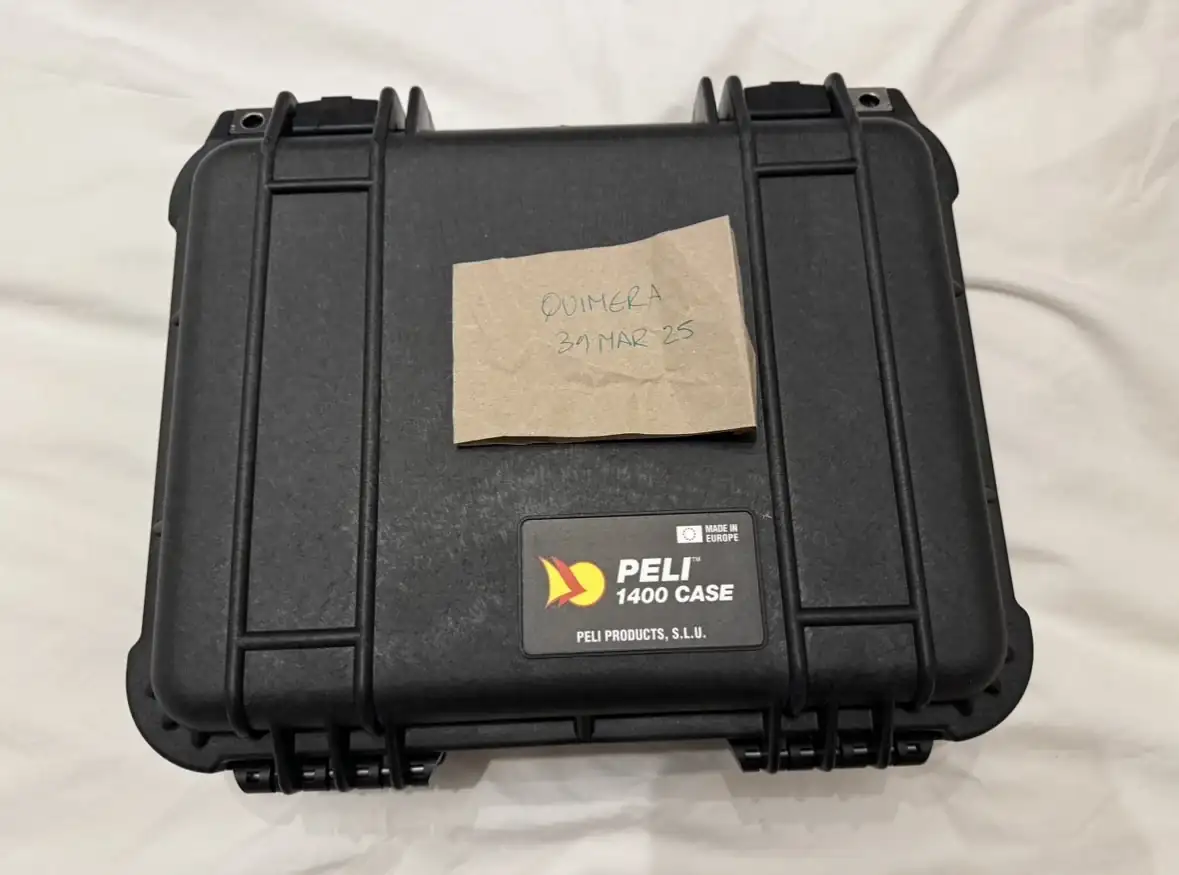 QUIMERA
31 MAR 25
MADE IN
EUROPE
PELI™
1400 CASE
PELI PRODUCTS, S.L.U.